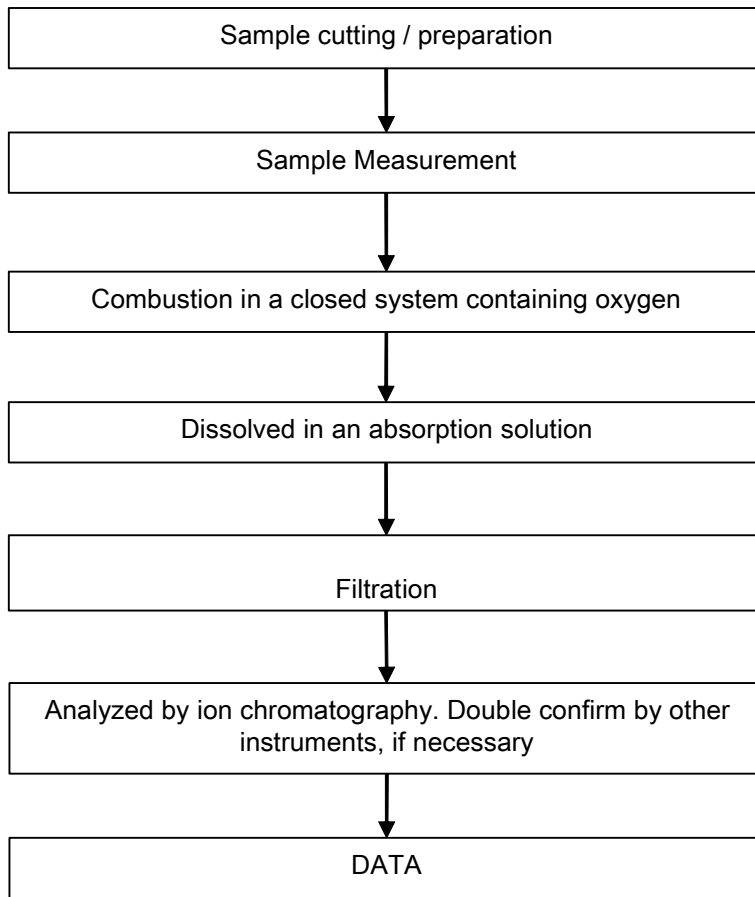 Sample cutting / preparation
Sample Measurement
Combustion in a closed system containing oxygen
Dissolved in an absorption solution
Filtration
Analyzed by ion chromatography. Double confirm by other
instruments, if necessary
DATA